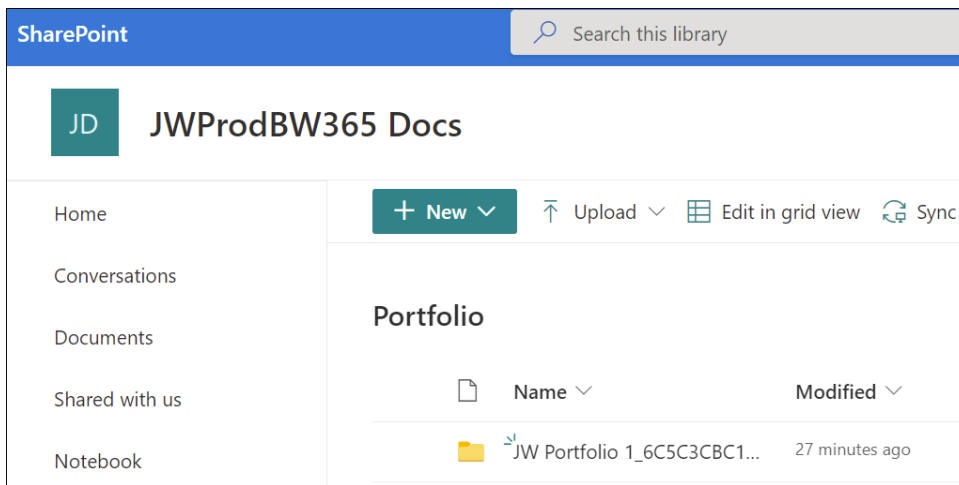 SharePoint
Search this library
JD
JWProdBW365 Docs
Home
Conversations
Documents
Shared with us
Notebook
New
Upload
Edit in grid view
Sync
Portfolio
Name
Modified
JW Portfolio 1_6C5C3CBC1...
27 minutes ago